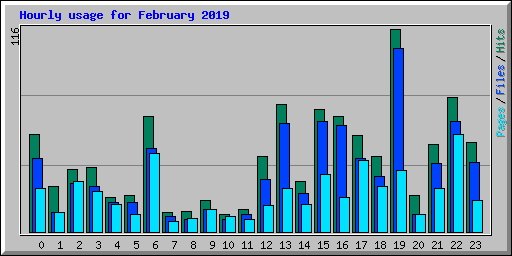 Hourly usage for February 2019
116
Pages / Files / Hits
0 1 2 3 4 5 6 7 8 9 10 11 12 13 14 15 16 17 18 19 20 21 22 23